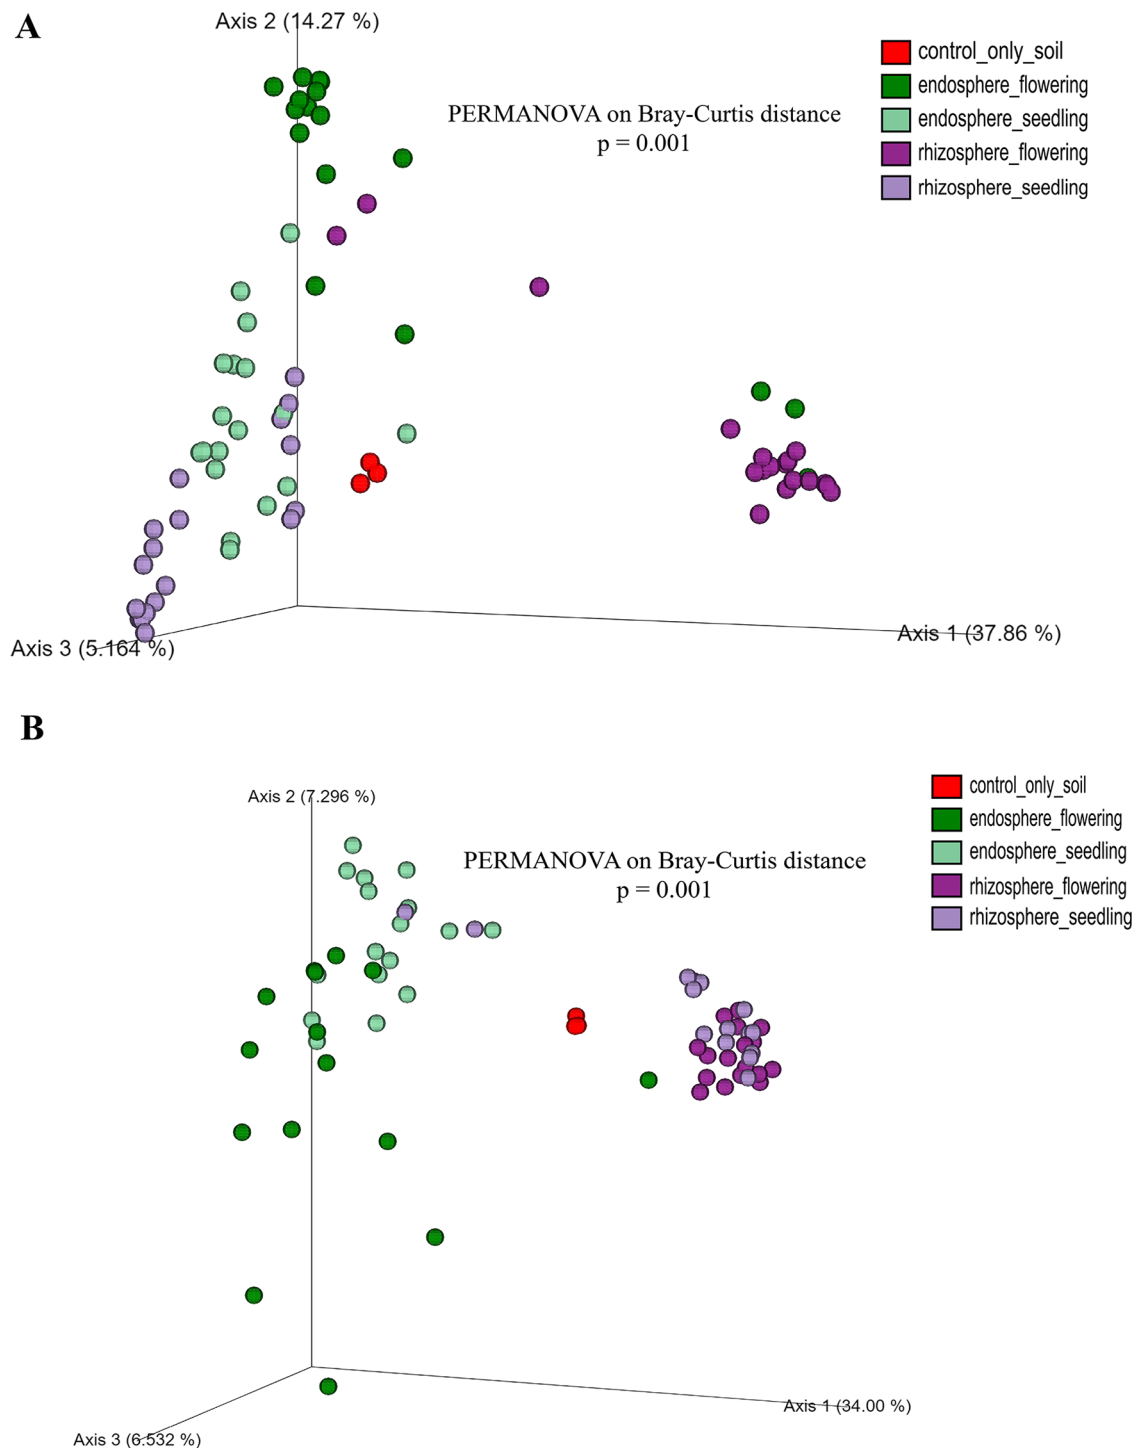 A
Axis 2 (14.27 %)
PERMANOVA on Bray-Curtis distance
p = 0.001
control_only_soil
endosphere_flowering
endosphere_seedling
rhizosphere_flowering
rhizosphere_seedling
Axis 3 (5.164 %)
Axis 1 (37.86 %)
B
Axis 2 (7.296 %)
PERMANOVA on Bray-Curtis distance
p = 0.001
control_only_soil
endosphere_flowering
endosphere_seedling
rhizosphere_flowering
rhizosphere_seedling
Axis 1 (34.00 %)
Axis 3 (6.532 %)